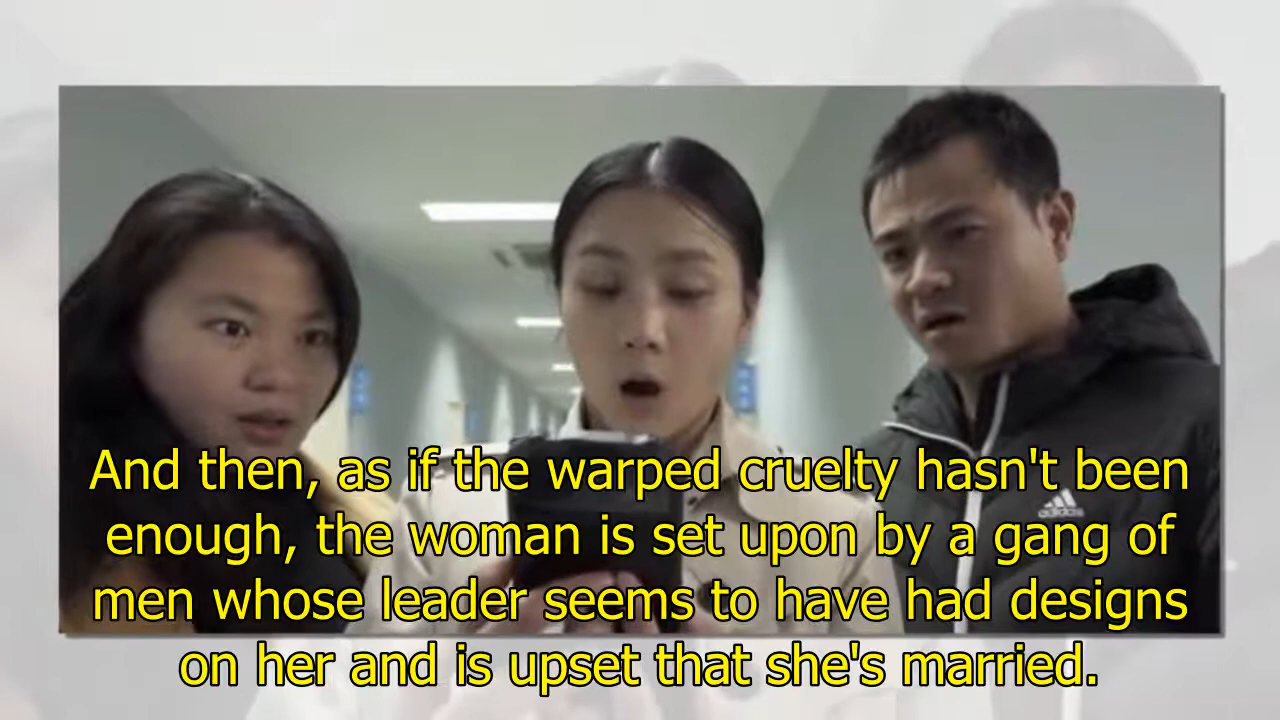 And then, as if the warped cruelty hasn't been
enough, the woman is set upon by a gang of
men whose leader seems to have had designs
on her and is upset that she's married.
adidas